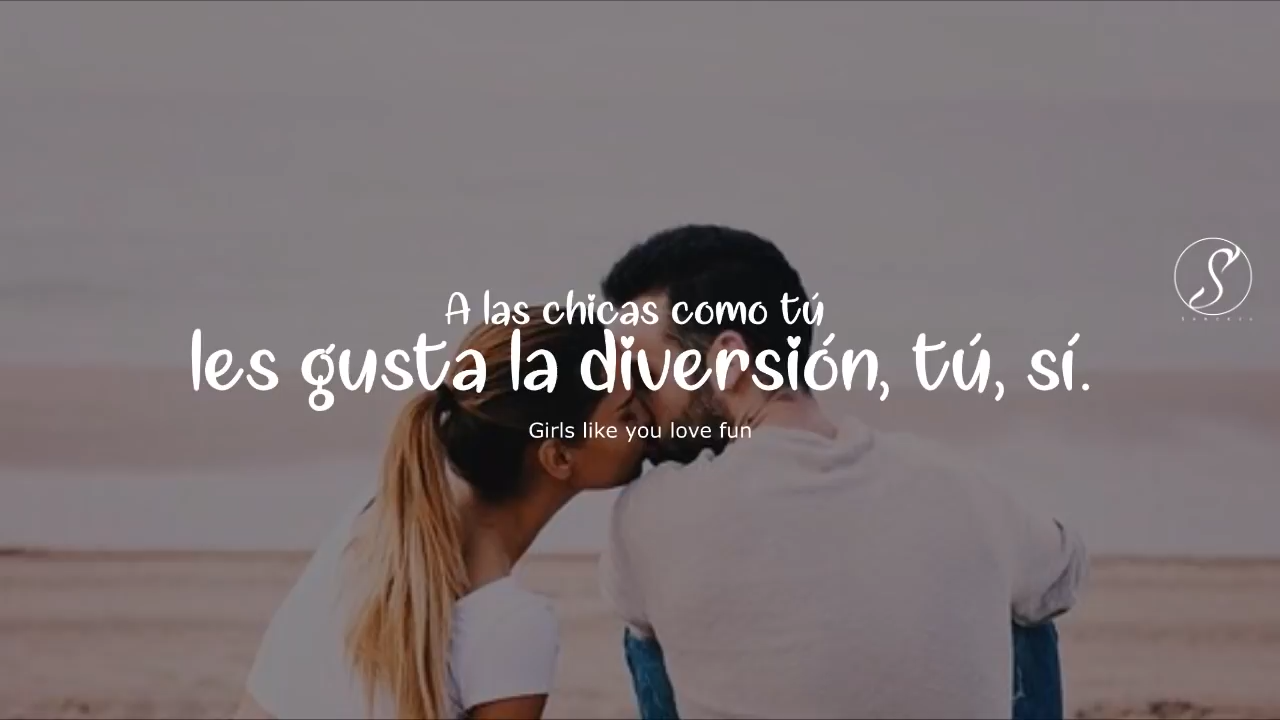 A las chicas como tú
les gusta la diversión, tú, sí.
Girls like you love fun
S